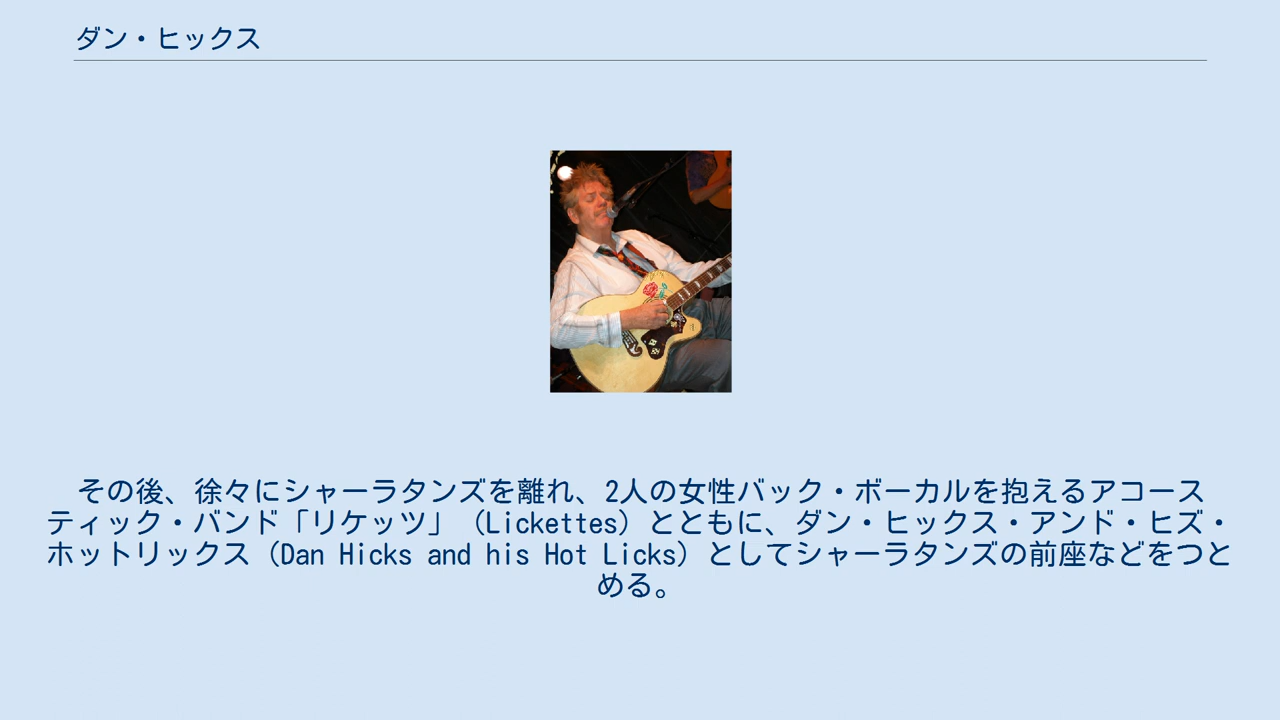 ダン・ヒックス
その後、徐々にシャーラタンズを離れ、2人の女性バック・ボーカルを抱えるアコース
ティック・バンド「リケッツ」（Lickettes）とともに、ダン・ヒックス・アンド・ヒズ・
ホットリックス（Dan Hicks and his Hot Licks）としてシャーラタンズの前座などをつと
める。